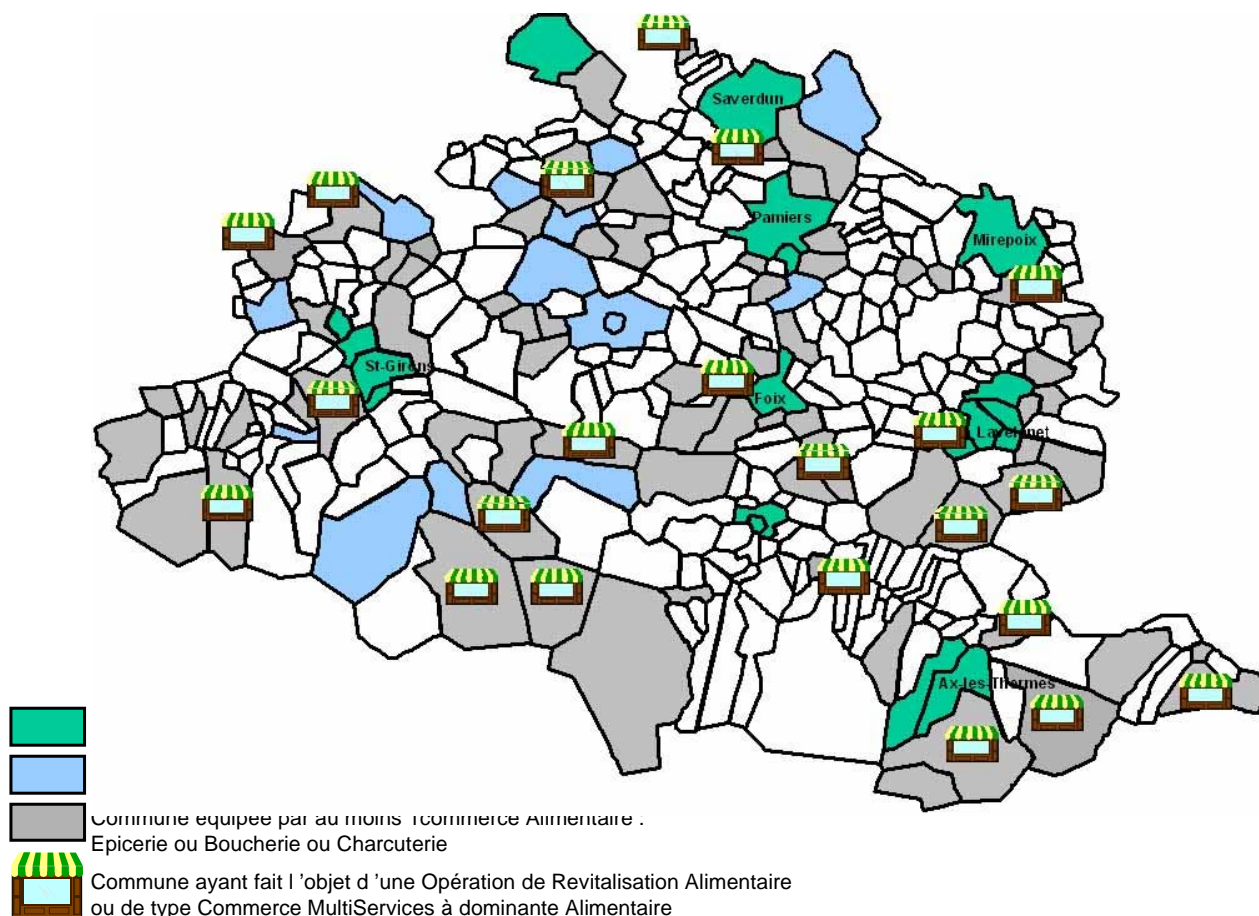 Saverdun
Pamiers
Mirepoix
St-Girons
Foix
Lavelanet
Ax-les-Thermes
Commune équipée par au moins 1commerce Alimentaire :
Epicerie ou Boucherie ou Charcuterie
Commune ayant fait l 'objet d 'une Opération de Revitalisation Alimentaire
ou de type Commerce MultiServices à dominante Alimentaire